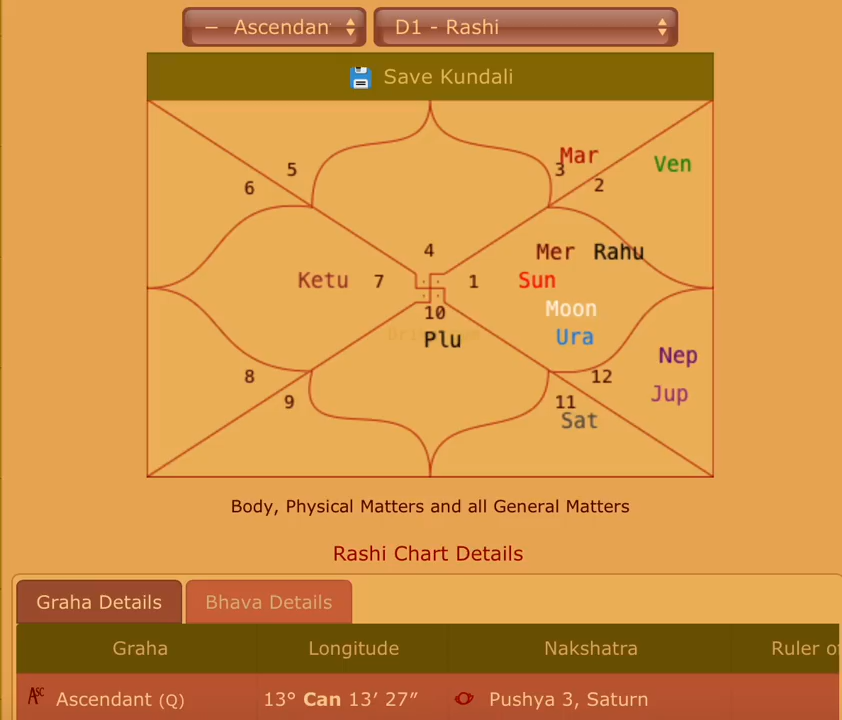 — Ascendan D1 - Rashi
Save Kundali
5 Mar
3 Ven
6 2
4 Mer Rahu
Ketu 7 1 Sun
10 Moon
Plu Ura
Nep
8 12
Jup
9 11
Sat
Body, Physical Matters and all General Matters
Rashi Chart Details
Graha Details Bhava Details
Graha Longitude Nakshatra Ruler o
Asc Ascendant (Q) 13° Can 13′ 27″ Pushya 3, Saturn